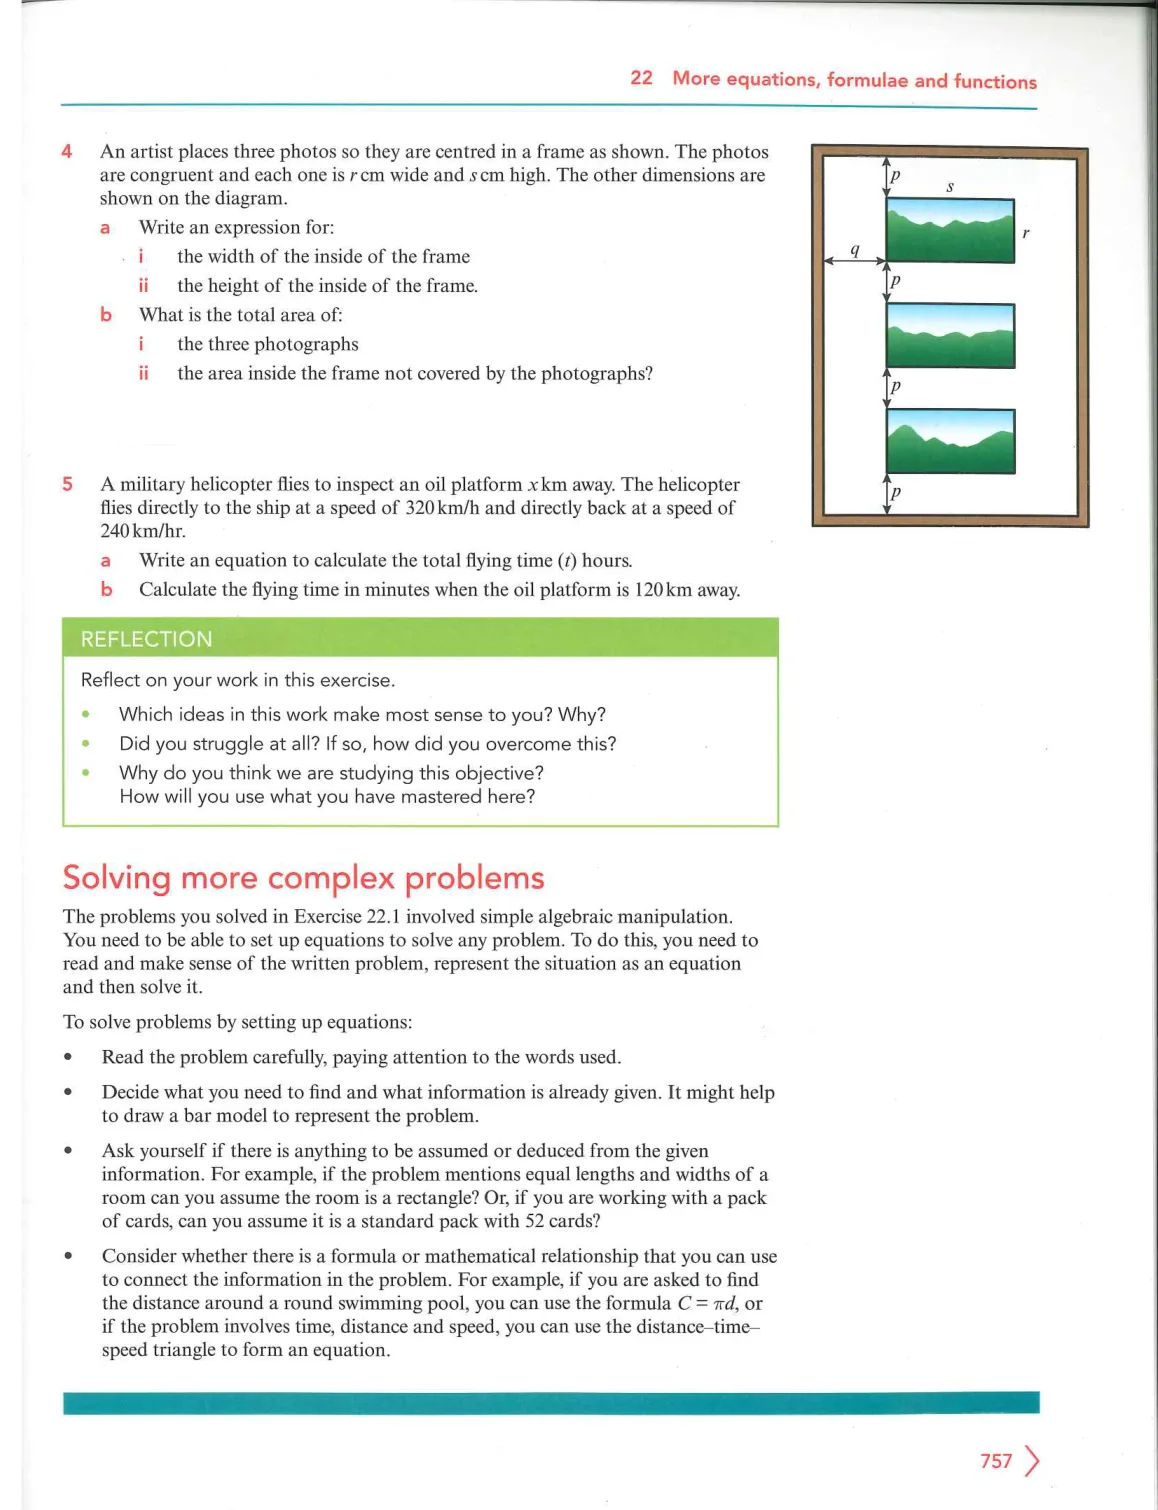 22 More equations, formulae and functions
4 An artist places three photos so they are centred in a frame as shown. The photos
are congruent and each one is r cm wide and s cm high. The other dimensions are
shown on the diagram.
a Write an expression for:
i the width of the inside of the frame
ii the height of the inside of the frame.
b What is the total area of:
i the three photographs
ii the area inside the frame not covered by the photographs?
p
s
r
q
p
p
p
5 A military helicopter flies to inspect an oil platform x km away. The helicopter
flies directly to the ship at a speed of 320 km/h and directly back at a speed of
240 km/hr.
a Write an equation to calculate the total flying time (t) hours.
b Calculate the flying time in minutes when the oil platform is 120 km away.
REFLECTION
Reflect on your work in this exercise.
• Which ideas in this work make most sense to you? Why?
• Did you struggle at all? If so, how did you overcome this?
• Why do you think we are studying this objective?
How will you use what you have mastered here?
Solving more complex problems
The problems you solved in Exercise 22.1 involved simple algebraic manipulation.
You need to be able to set up equations to solve any problem. To do this, you need to
read and make sense of the written problem, represent the situation as an equation
and then solve it.
To solve problems by setting up equations:
• Read the problem carefully, paying attention to the words used.
• Decide what you need to find and what information is already given. It might help
to draw a bar model to represent the problem.
• Ask yourself if there is anything to be assumed or deduced from the given
information. For example, if the problem mentions equal lengths and widths of a
room can you assume the room is a rectangle? Or, if you are working with a pack
of cards, can you assume it is a standard pack with 52 cards?
• Consider whether there is a formula or mathematical relationship that you can use
to connect the information in the problem. For example, if you are asked to find
the distance around a round swimming pool, you can use the formula C = πd, or
if the problem involves time, distance and speed, you can use the distance–time–
speed triangle to form an equation.
757